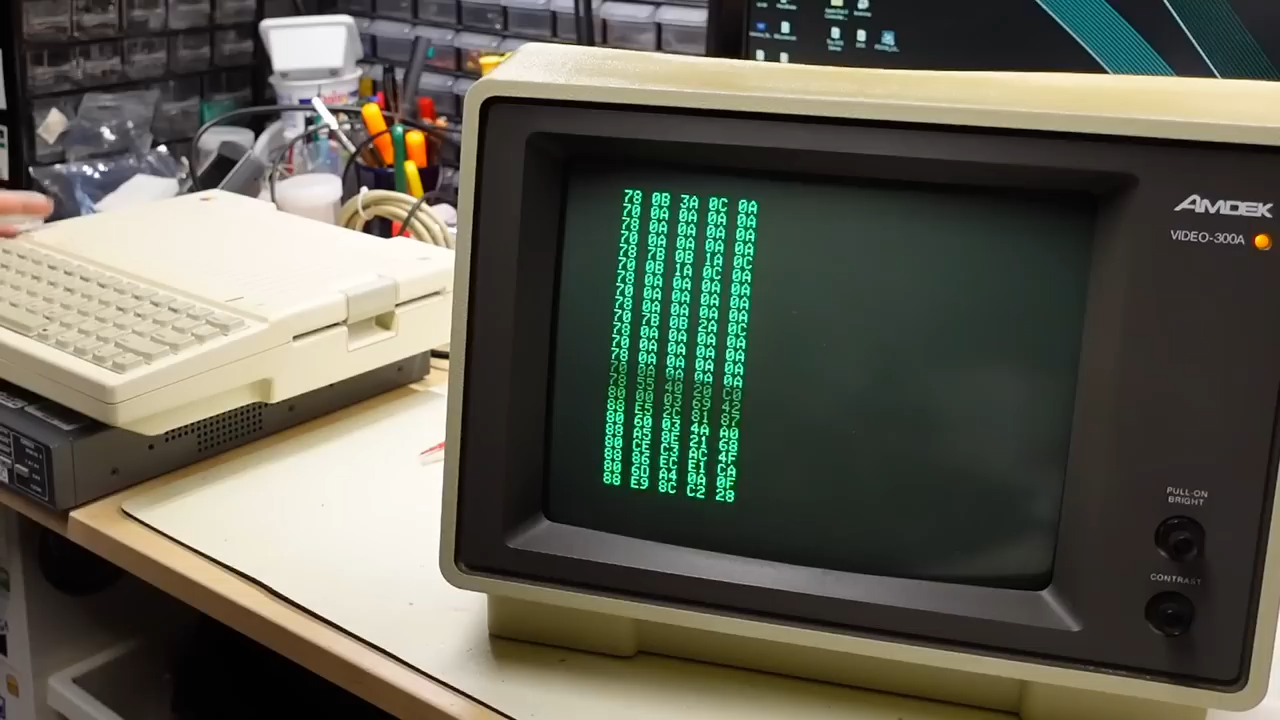 78 0B 3A 0C 0A
70 0A 0A 0A 0A
78 0A 0A 0A 0A
70 0A 0A 0A 0A
78 7B 0B 1A 0C
70 0B 1A 0C 0A
78 0A 0A 0A 0A
70 0A 0A 0A 0A
78 0A 0A 0A 0A
70 7B 0B 2A 0C
78 0A 0A 0A 0A
70 0A 0A 0A 0A
78 0A 0A 0A 0A
70 0A 0A 0A 0A
78 55 40 20 C0
80 00 03 69 42
88 E5 2C 81 87
80 60 03 4A A0
88 A5 8E 21 68
80 CE C3 AC 4F
88 86 EC E1 CA
80 6D A4 0A 0F
88 E9 8C C2 28
AMDEK
VIDEO-300A
PULL-ON
BRIGHT
CONTRAST